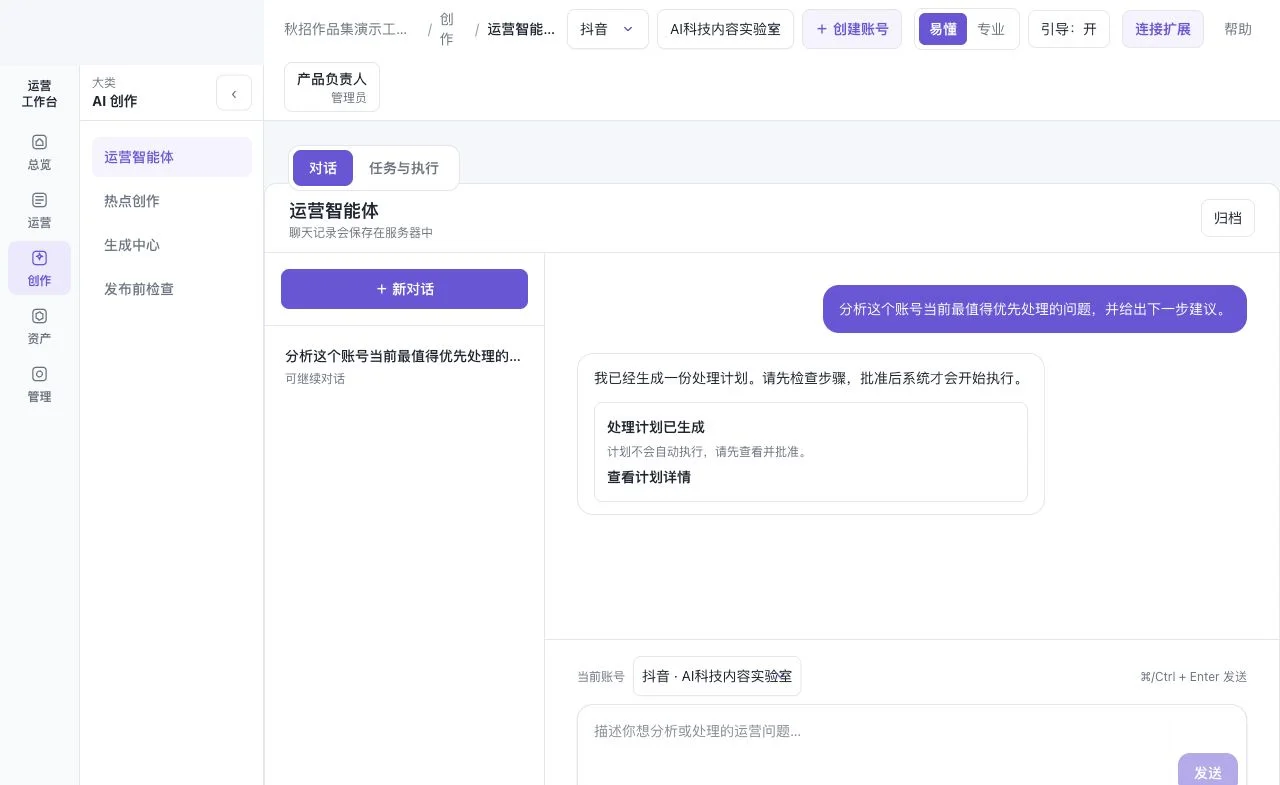 秋招作品集演示工...
/
创作
/
运营智能...
抖音
AI科技内容实验室
+ 创建账号
易懂
专业
引导：开
连接扩展
帮助
产品负责人
管理员
运营
工作台
总览
运营
创作
资产
管理
大类
AI 创作
‹
运营智能体
热点创作
生成中心
发布前检查
对话
任务与执行
运营智能体
聊天记录会保存在服务器中
归档
+ 新对话
分析这个账号当前最值得优先处理的...
可继续对话
分析这个账号当前最值得优先处理的问题，并给出下一步建议。
我已经生成一份处理计划。请先检查步骤，批准后系统才会开始执行。
处理计划已生成
计划不会自动执行，请先查看并批准。
查看计划详情
当前账号
抖音 · AI科技内容实验室
⌘/Ctrl + Enter 发送
描述你想分析或处理的运营问题...
发送